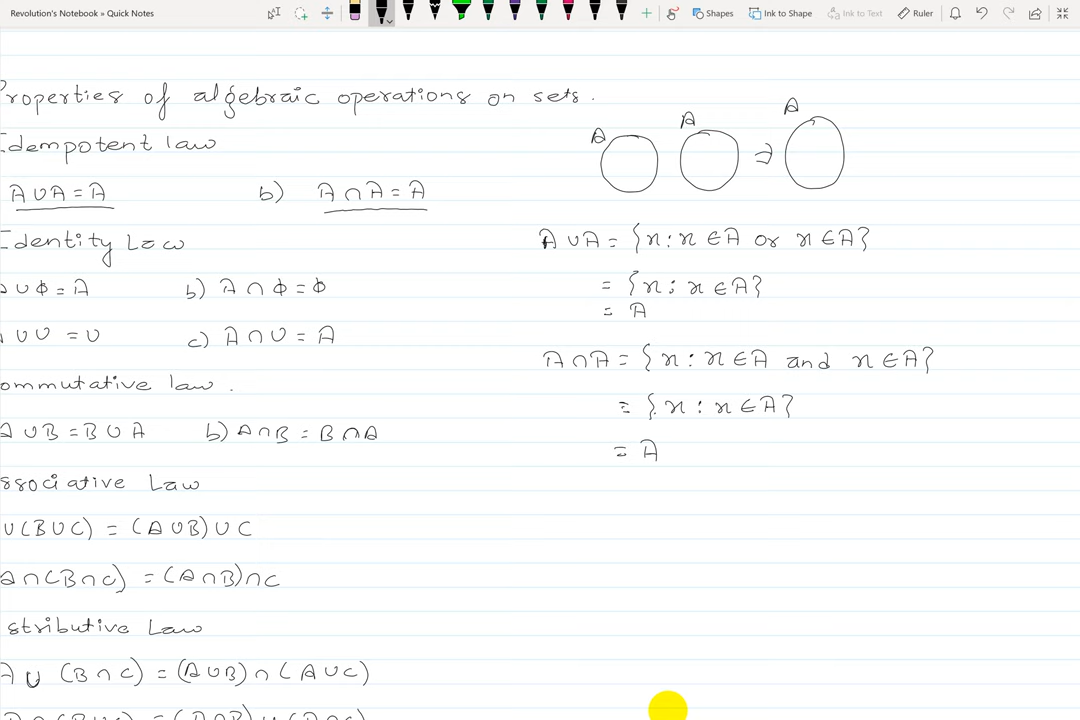 Revolution's Notebook » Quick Notes
Shapes
Ink to Shape
Ink to Text
Ruler
roperties of algebraic operations on sets.
dempotent law
A∪A = A b) A∩A = A
Identity Law
∪ϕ = A b) A∩ϕ = ϕ
∪U = U c) A∩U = A
ommutative law.
A∪B = B∪A b) A∩B = B∩A
ssociative Law
∪(B∪C) = (A∪B)∪C
A∩(B∩C) = (A∩B)∩C
stributive Law
A∪(B∩C) = (A∪B)∩(A∪C)
A∩(B∪C) = (A∩B)∪(A∩C)
A A ⇒ A
A∪A = {x : x ∈ A or x ∈ A}
= {x : x ∈ A}
= A
A∩A = {x : x ∈ A and x ∈ A}
= {x : x ∈ A}
= A